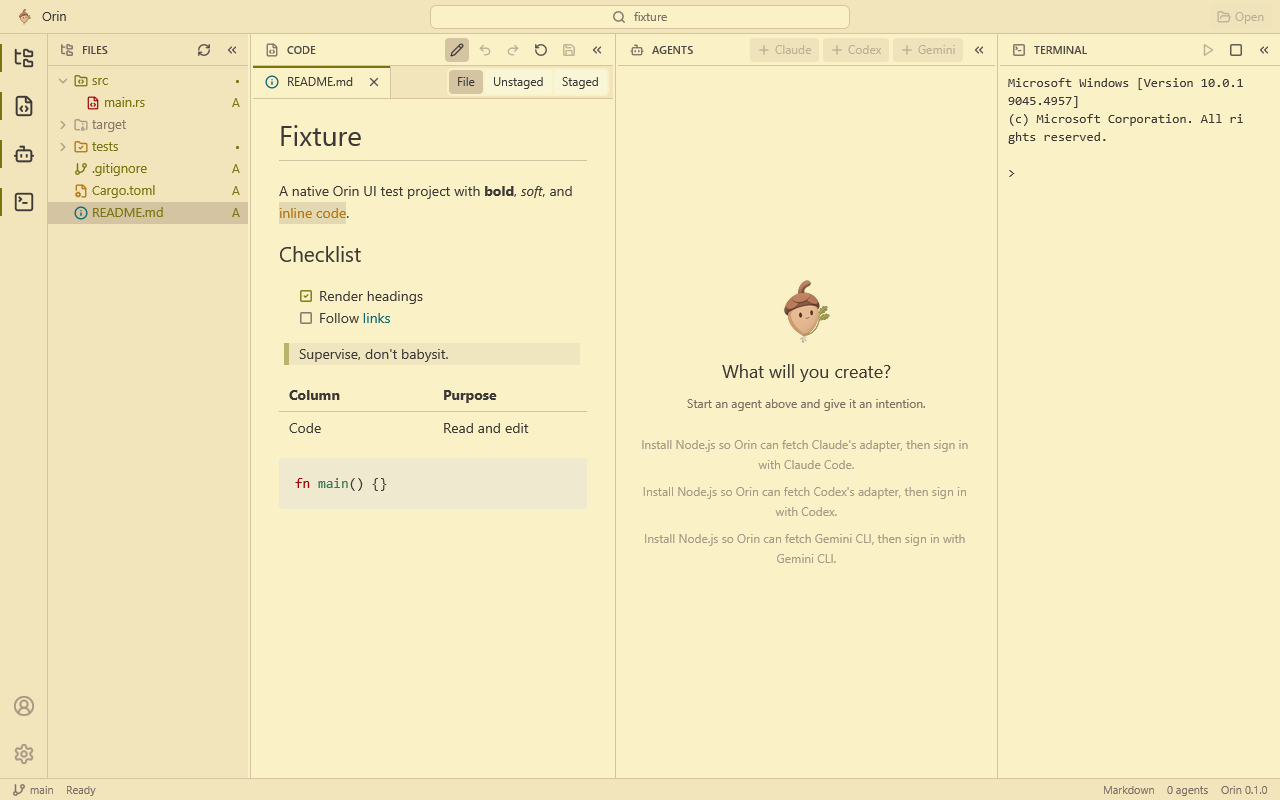 Orin
fixture
Open
FILES
src
main.rs A
target
tests
.gitignore A
Cargo.toml A
README.md A
CODE
README.md
File Unstaged Staged
Fixture
A native Orin UI test project with bold, soft, and
inline code.
Checklist
Render headings
Follow links
Supervise, don't babysit.
Column Purpose
Code Read and edit
fn main() {}
AGENTS
Claude Codex Gemini
What will you create?
Start an agent above and give it an intention.
Install Node.js so Orin can fetch Claude's adapter, then sign in
with Claude Code.
Install Node.js so Orin can fetch Codex's adapter, then sign in
with Codex.
Install Node.js so Orin can fetch Gemini CLI, then sign in with
Gemini CLI.
TERMINAL
Microsoft Windows [Version 10.0.1
9045.4957]
(c) Microsoft Corporation. All ri
ghts reserved.
>
main Ready
Markdown 0 agents Orin 0.1.0